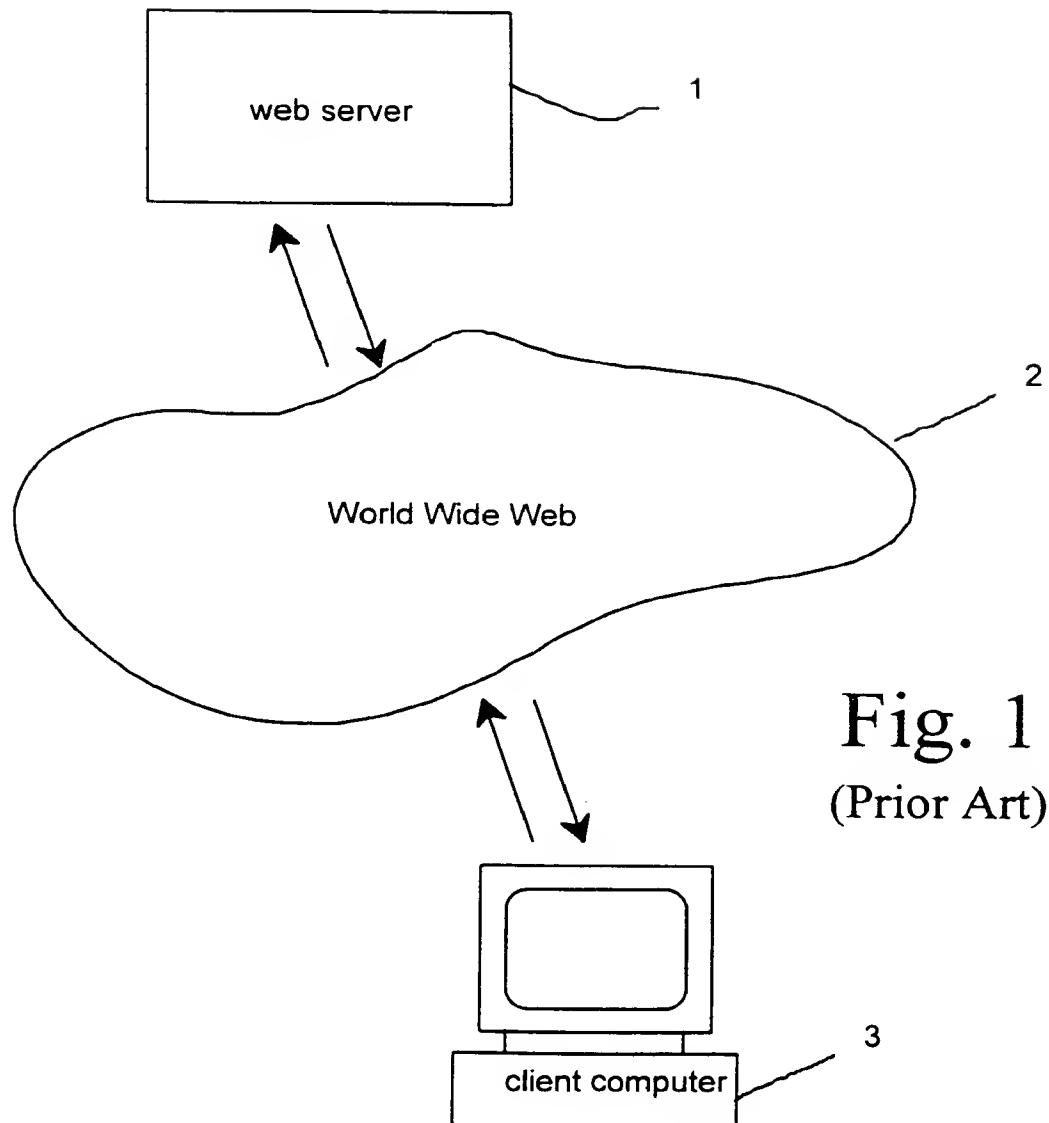 web server
1
2
World Wide Web
Fig. 1
(Prior Art)
3
client computer